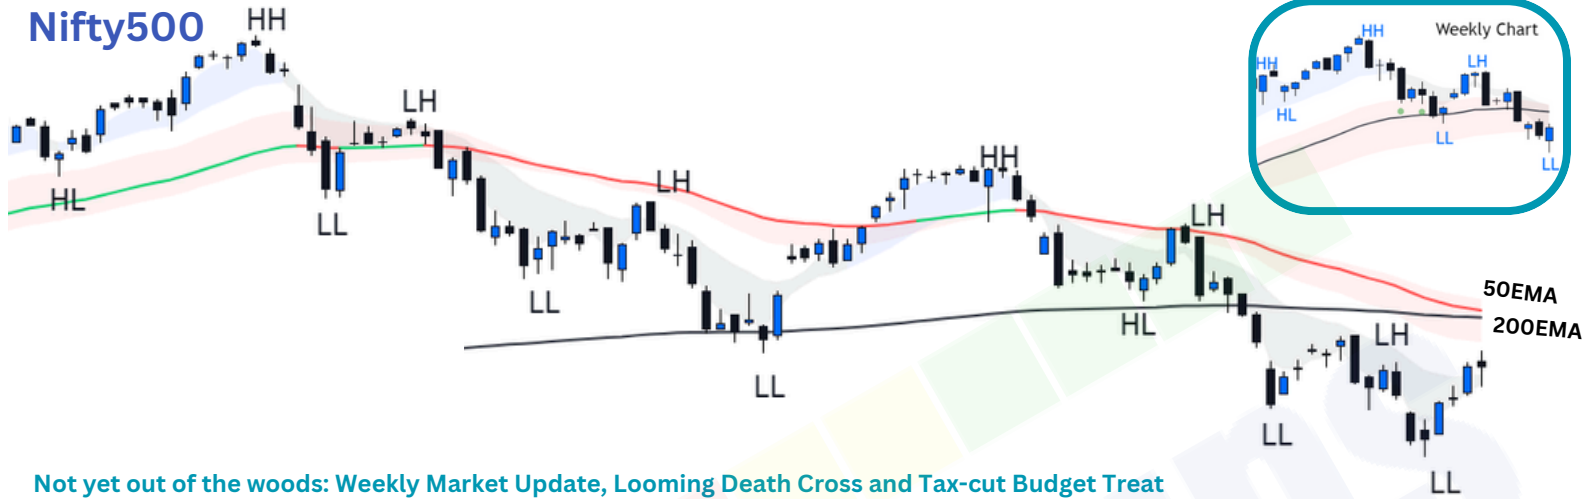 Nifty500
HH
HL
LL
LH
LL
LH
LL
HH
HL
LH
LL
LH
LL
50EMA
200EMA
Weekly Chart
HH
HL
HH
LL
LH
LL
Not yet out of the woods: Weekly Market Update, Looming Death Cross and Tax-cut Budget Treat
ns